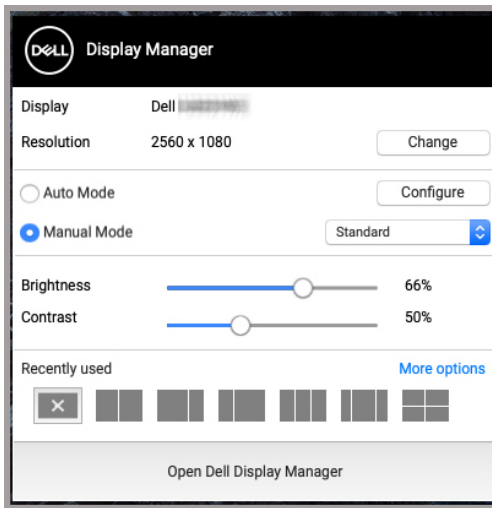 DELL Display Manager
Display Dell
Resolution 2560 x 1080 Change
Auto Mode Configure
Manual Mode Standard
Brightness 66%
Contrast 50%
Recently used More options
Open Dell Display Manager